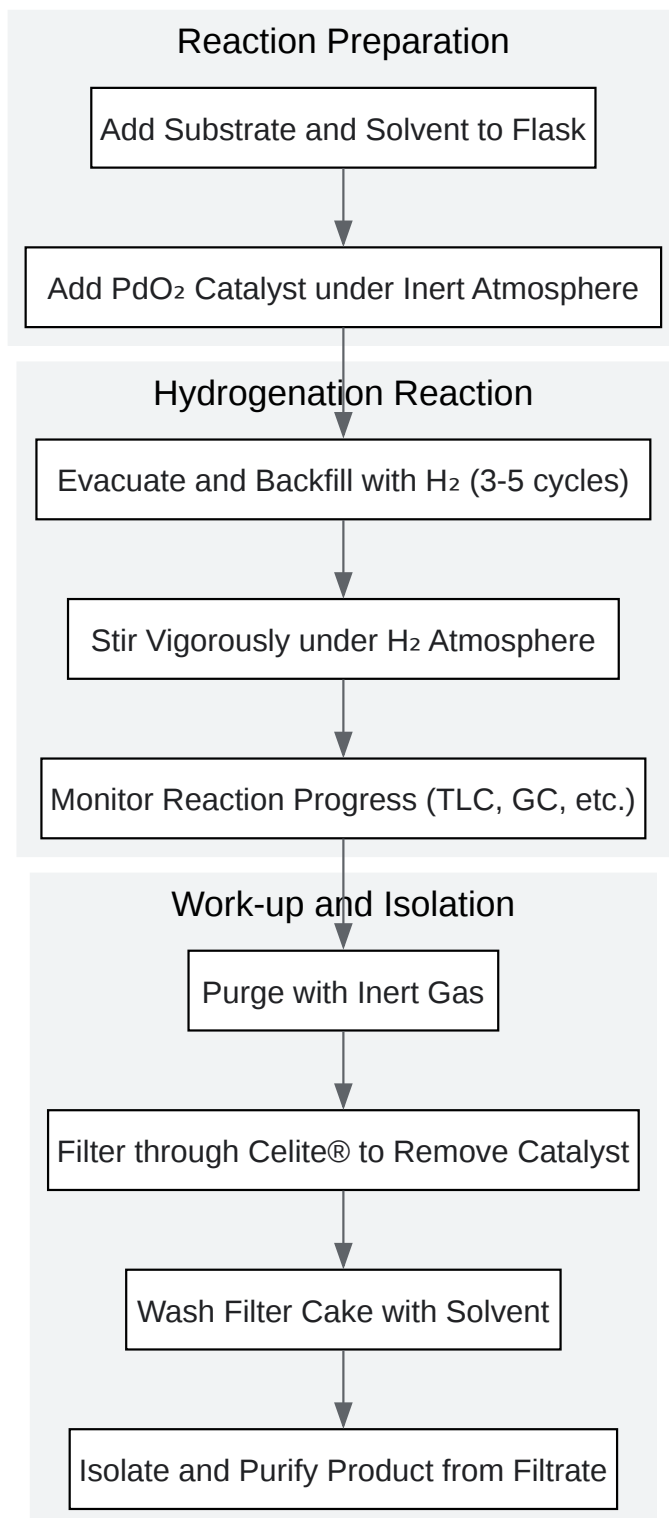 Reaction Preparation
Add Substrate and Solvent to Flask
Add PdO₂ Catalyst under Inert Atmosphere
Hydrogenation Reaction
Evacuate and Backfill with H₂ (3-5 cycles)
Stir Vigorously under H₂ Atmosphere
Monitor Reaction Progress (TLC, GC, etc.)
Work-up and Isolation
Purge with Inert Gas
Filter through Celite® to Remove Catalyst
Wash Filter Cake with Solvent
Isolate and Purify Product from Filtrate